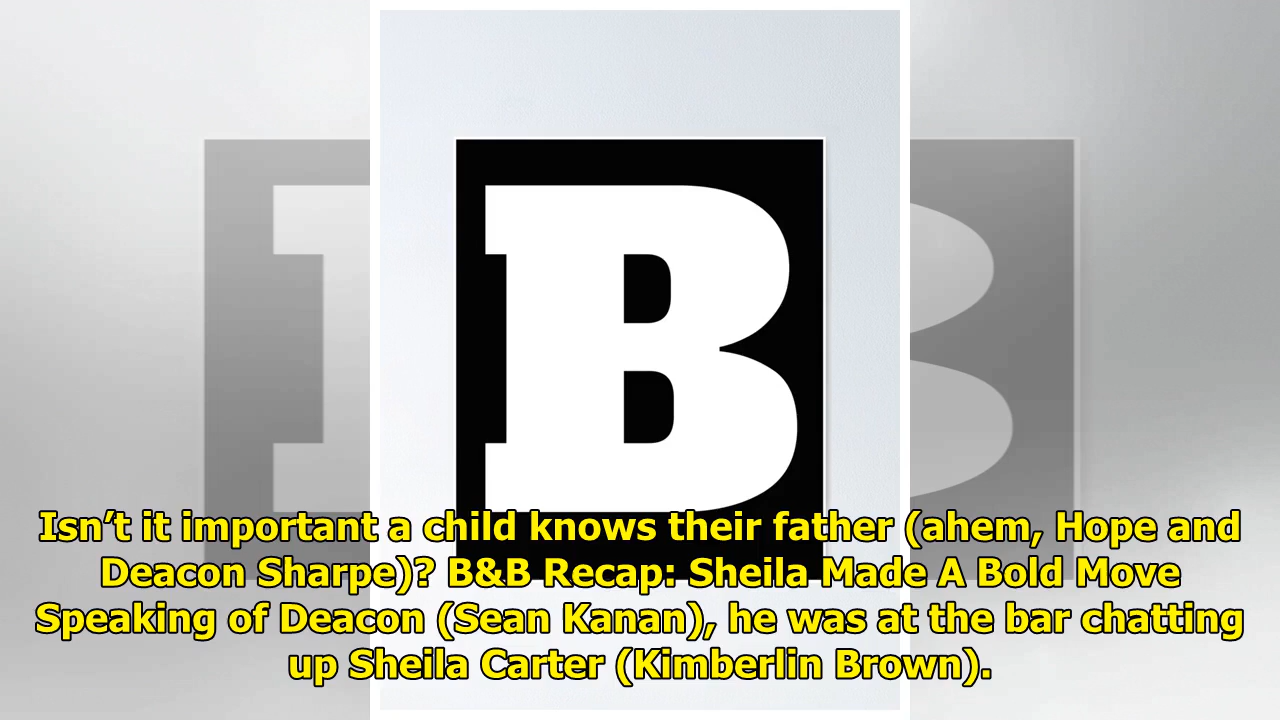 B
Isn’t it important a child knows their father (ahem, Hope and
Deacon Sharpe)? B&B Recap: Sheila Made A Bold Move
Speaking of Deacon (Sean Kanan), he was at the bar chatting
up Sheila Carter (Kimberlin Brown).